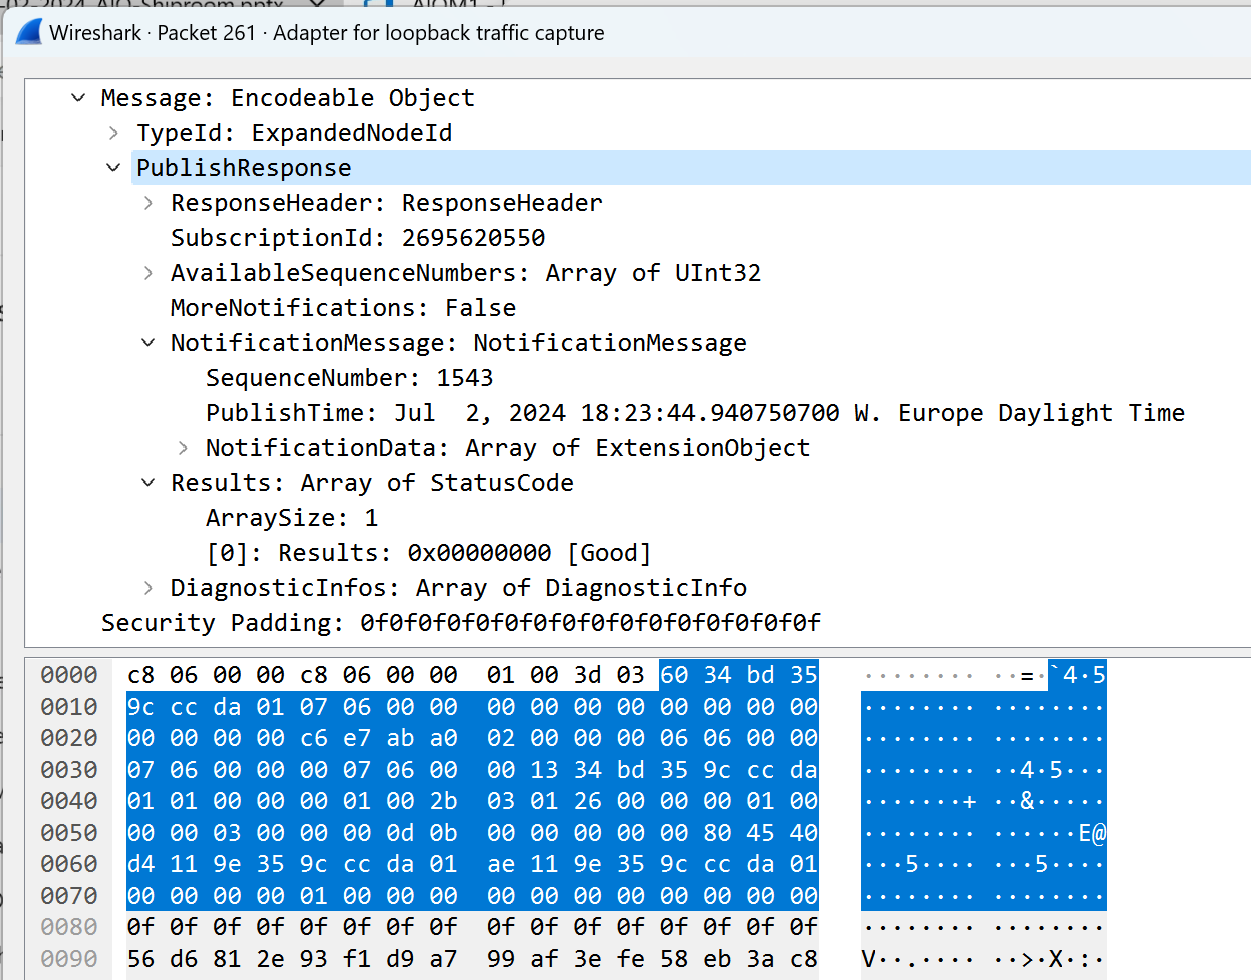 -02-2024 AIO-Shiproom.pptx
AIOM1 -
Wireshark · Packet 261 · Adapter for loopback traffic capture
Message: Encodeable Object
TypeId: ExpandedNodeId
PublishResponse
ResponseHeader: ResponseHeader
SubscriptionId: 2695620550
AvailableSequenceNumbers: Array of UInt32
MoreNotifications: False
NotificationMessage: NotificationMessage
SequenceNumber: 1543
PublishTime: Jul  2, 2024 18:23:44.940750700 W. Europe Daylight Time
NotificationData: Array of ExtensionObject
Results: Array of StatusCode
ArraySize: 1
[0]: Results: 0x00000000 [Good]
DiagnosticInfos: Array of DiagnosticInfo
Security Padding: 0f0f0f0f0f0f0f0f0f0f0f0f0f0f0f0f
0000 c8 06 00 00 c8 06 00 00 01 00 3d 03 60 34 bd 35 ········ ··=·`4·5
0010 9c cc da 01 07 06 00 00 00 00 00 00 00 00 00 00 ········ ········
0020 00 00 00 00 c6 e7 ab a0 02 00 00 00 06 06 00 00 ········ ········
0030 07 06 00 00 00 07 06 00 00 13 34 bd 35 9c cc da ········ ··4·5···
0040 01 01 00 00 00 01 00 2b 03 01 26 00 00 00 01 00 ·······+ ··&·····
0050 00 00 03 00 00 00 0d 0b 00 00 00 00 00 80 45 40 ········ ······E@
0060 d4 11 9e 35 9c cc da 01 ae 11 9e 35 9c cc da 01 ···5···· ···5····
0070 00 00 00 00 01 00 00 00 00 00 00 00 00 00 00 00 ········ ········
0080 0f 0f 0f 0f 0f 0f 0f 0f 0f 0f 0f 0f 0f 0f 0f 0f ········ ········
0090 56 d6 81 2e 93 f1 d9 a7 99 af 3e fe 58 eb 3a c8 V··.···· ··>·X·:·